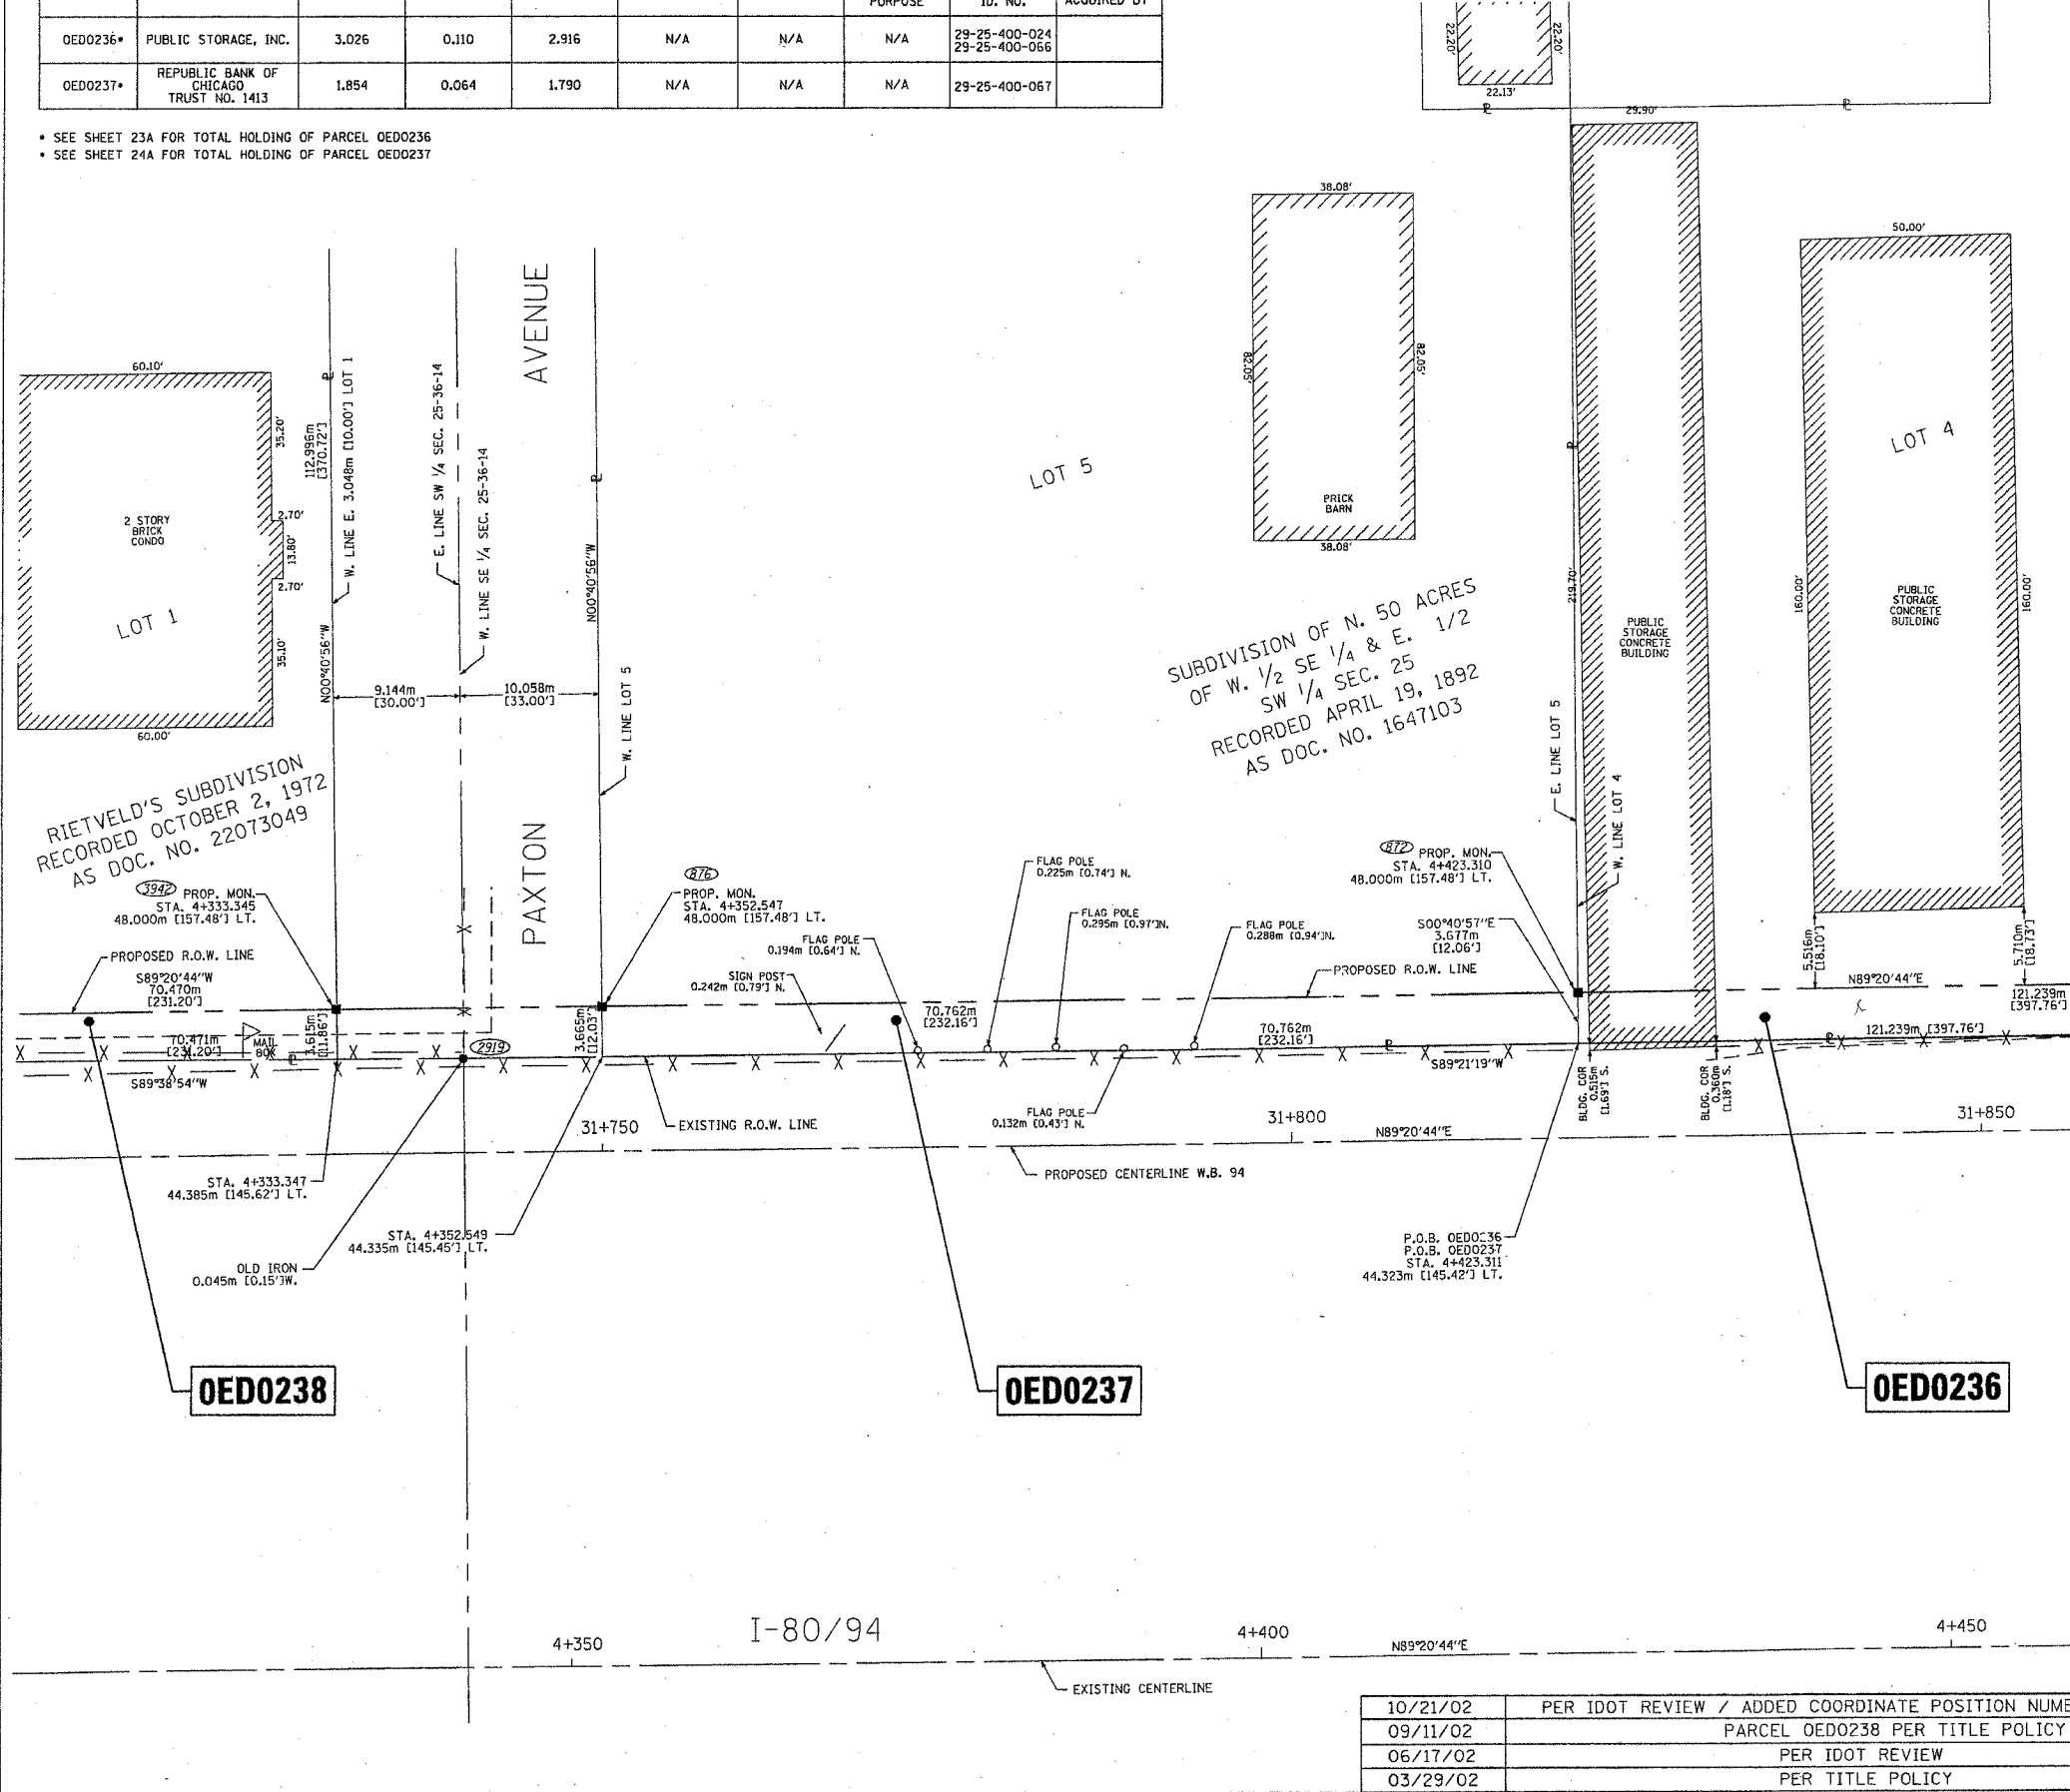 PURPOSE
ID. NO.
ACQUIRED BY
0ED0236* PUBLIC STORAGE, INC. 3.026 0.110 2.916 N/A N/A N/A 29-25-400-024
29-25-400-066
0ED0237* REPUBLIC BANK OF CHICAGO TRUST NO. 1413 1.854 0.064 1.790 N/A N/A N/A 29-25-400-067
* SEE SHEET 23A FOR TOTAL HOLDING OF PARCEL 0ED0236
* SEE SHEET 24A FOR TOTAL HOLDING OF PARCEL 0ED0237
22.20'
22.20'
22.13'
29.90'
38.08'
82.05'
82.05'
PRICK
BARN
38.08'
50.00'
LOT 4
160.00'
160.00'
PUBLIC
STORAGE
CONCRETE
BUILDING
219.70'
PUBLIC
STORAGE
CONCRETE
BUILDING
60.10'
35.20'
2.70'
13.80'
2.70'
35.10'
60.00'
2 STORY
BRICK
CONDO
LOT 1
112.996m
[370.72']
W. LINE E. 3.048m [10.00'] LOT 1
N00°40'56"W
E. LINE SW 1/4 SEC. 25-36-14
W. LINE SE 1/4 SEC. 25-36-14
AVENUE
PAXTON
N00°40'56"W
W. LINE LOT 5
9.144m
[30.00']
10.058m
[33.00']
LOT 5
SUBDIVISION OF N. 50 ACRES
OF W. 1/2 SE 1/4 & E. 1/2
SW 1/4 SEC. 25
RECORDED APRIL 19, 1892
AS DOC. NO. 1647103
E. LINE LOT 5
W. LINE LOT 4
RIETVELD'S SUBDIVISION
RECORDED OCTOBER 2, 1972
AS DOC. NO. 22073049
3942 PROP. MON.
STA. 4+333.345
48.000m [157.48'] LT.
PROPOSED R.O.W. LINE
S89°20'44"W
70.470m
[231.20']
876
PROP. MON.
STA. 4+352.547
48.000m [157.48'] LT.
FLAG POLE
0.194m [0.64'] N.
SIGN POST
0.242m [0.79'] N.
FLAG POLE
0.225m [0.74'] N.
FLAG POLE
0.295m [0.97']N.
FLAG POLE
0.288m [0.94']N.
872 PROP. MON.
STA. 4+423.310
48.000m [157.48'] LT.
S00°40'57"E
3.677m
[12.06']
PROPOSED R.O.W. LINE
5.516m
[18.10']
5.710m
[18.73']
N89°20'44"E
121.239m
[397.76']
121.239m [397.76']
70.471m
[231.20']
S89°38'54"W
MAIL
BOX
3.615m
[11.86']
2919
3.665m
[12.03']
70.762m
[232.16']
70.762m
[232.16']
S89°21'19"W
BLDG. COR
0.515m
[1.69'] S.
BLDG. COR
0.360m
[1.18'] S.
FLAG POLE
0.132m [0.43'] N.
31+750
EXISTING R.O.W. LINE
31+800
N89°20'44"E
31+850
PROPOSED CENTERLINE W.B. 94
STA. 4+333.347
44.385m [145.62'] LT.
STA. 4+352.549
44.335m [145.45'] LT.
OLD IRON
0.045m [0.15']W.
P.O.B. 0ED0236
P.O.B. 0ED0237
STA. 4+423.311
44.323m [145.42'] LT.
0ED0238
0ED0237
0ED0236
I-80/94
4+350
4+400
N89°20'44"E
4+450
EXISTING CENTERLINE
10/21/02 PER IDOT REVIEW / ADDED COORDINATE POSITION NUME
09/11/02 PARCEL 0ED0238 PER TITLE POLICY
06/17/02 PER IDOT REVIEW
03/29/02 PER TITLE POLICY